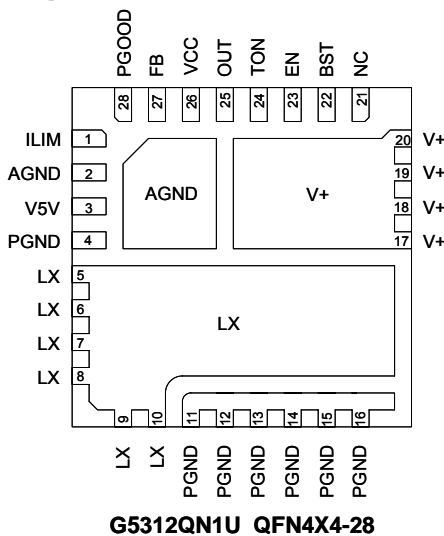 PGOOD FB VCC OUT TON EN BST NC
28 27 26 25 24 23 22 21
ILIM 1
AGND 2
V5V 3
PGND 4
AGND
V+
20 V+
19 V+
18 V+
17 V+
LX 5
LX 6
LX 7
LX 8
LX
9 10 11 12 13 14 15 16
LX LX PGND PGND PGND PGND PGND PGND
G5312QN1U QFN4X4-28